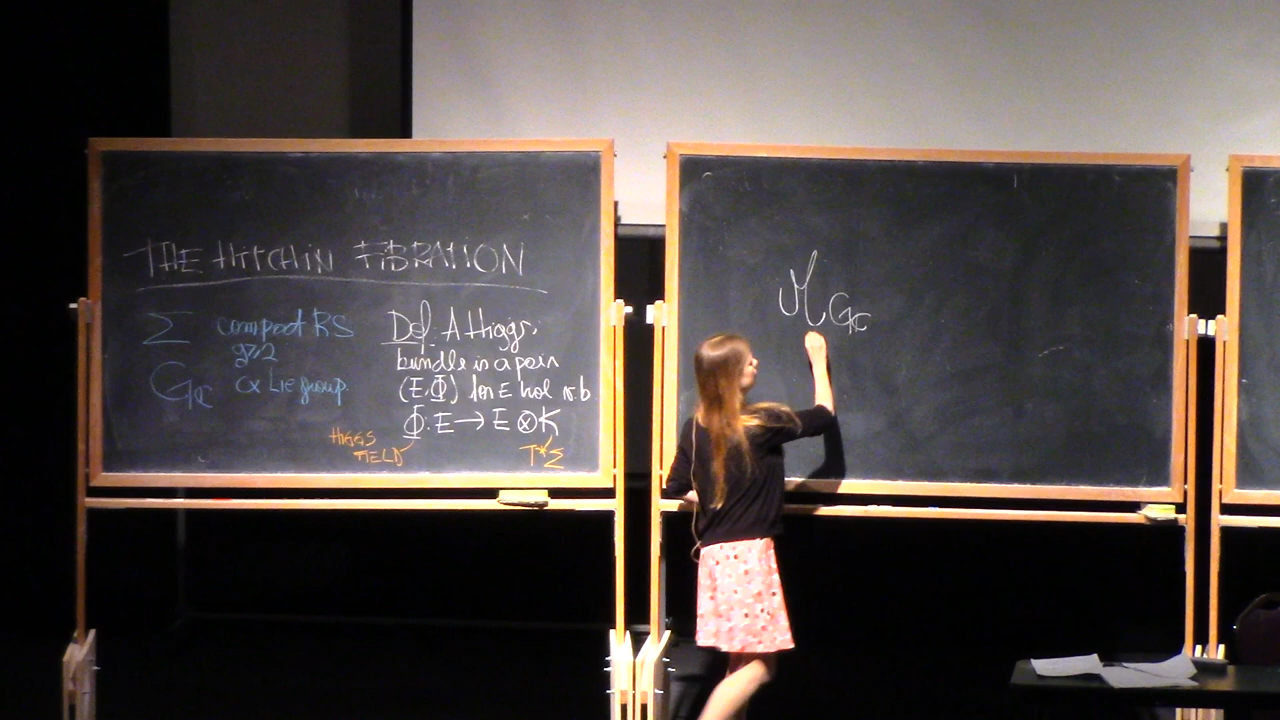 THE HITCHIN FIBRATION
Σ compact RS
g≥2
G_ℂ cx Lie group.
Def. A Higgs
bundle is a pair
(E,Φ) for E hol v.b
Φ: E → E ⊗ K
HIGGS FIELD
T*Σ
M G_ℂ